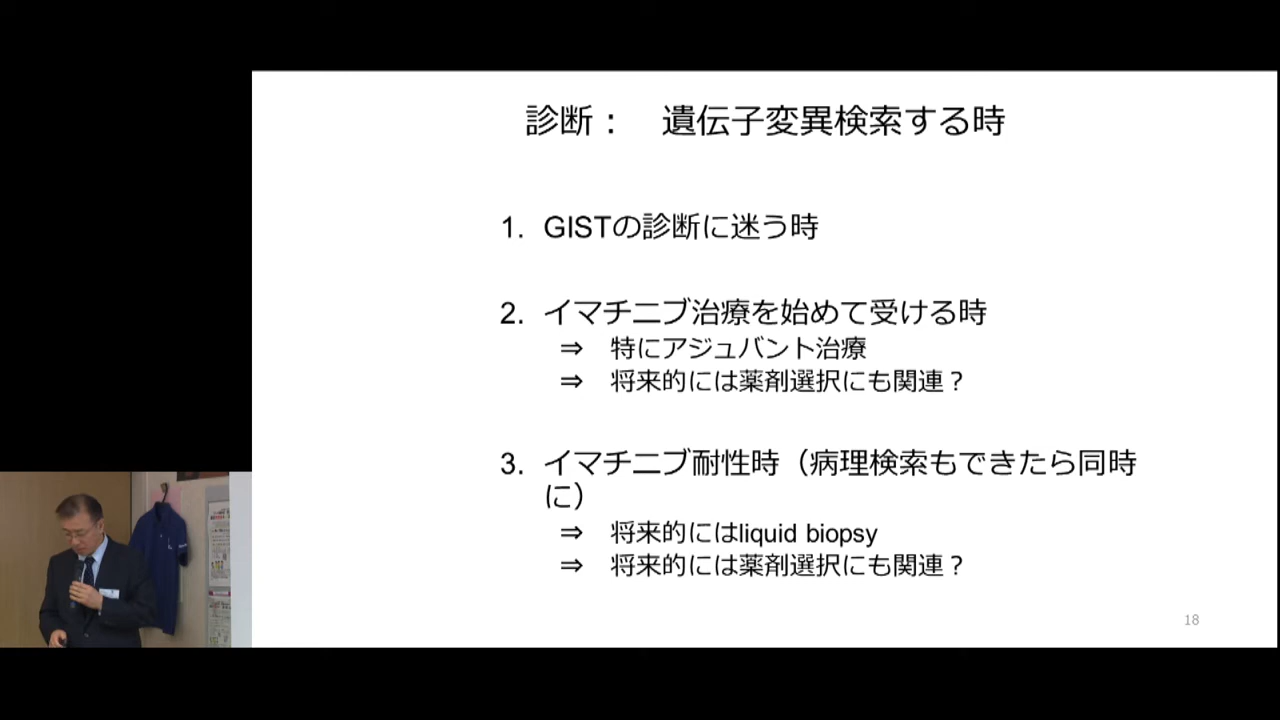 診断：　遺伝子変異検索する時
1. GISTの診断に迷う時
2. イマチニブ治療を始めて受ける時
⇒　特にアジュバント治療
⇒　将来的には薬剤選択にも関連？
3. イマチニブ耐性時（病理検索もできたら同時
に）
⇒　将来的にはliquid biopsy
⇒　将来的には薬剤選択にも関連？
18